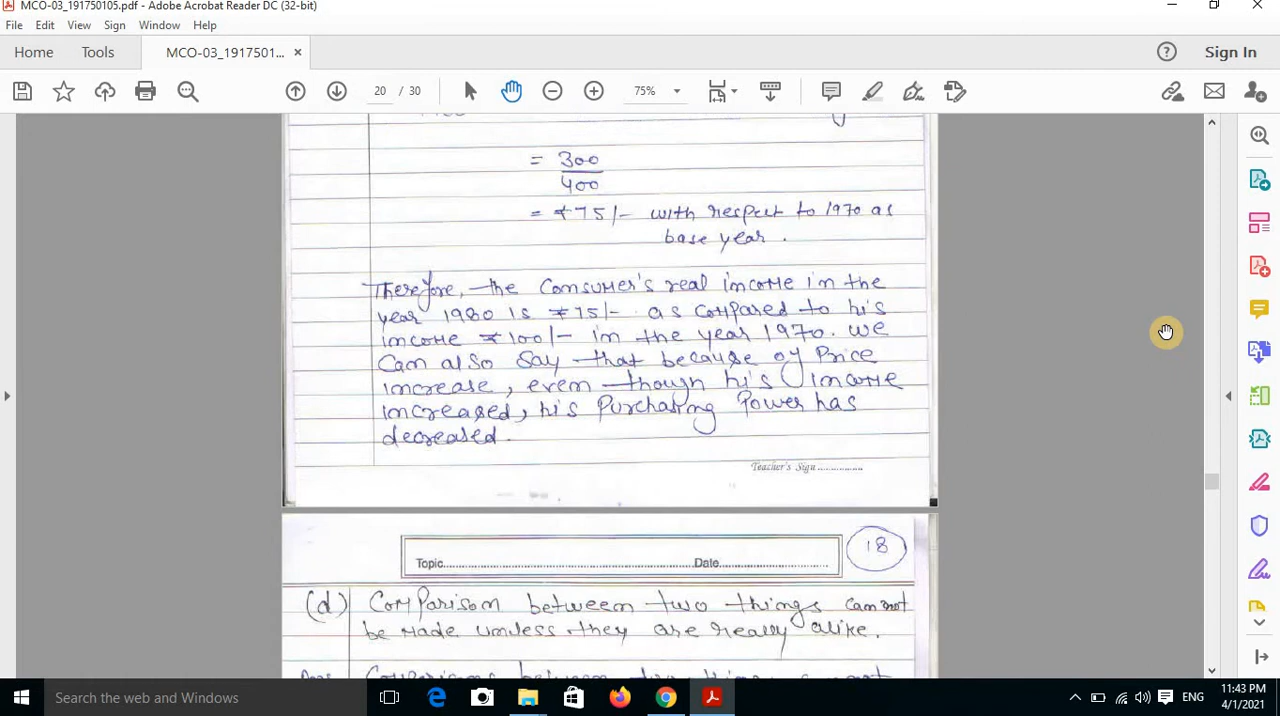 MCO-03_191750105.pdf - Adobe Acrobat Reader DC (32-bit)
File Edit View Sign Window Help
Home Tools MCO-03_1917501... × Sign In
20 / 30 75%
= 300
400
= ₹75/- with respect to 1970 as
base year.
Therefore, the Consumer's real income in the
year 1980 is ₹75/- as compared to his
income ₹100/- in the year 1970. We
Can also Say that because of Price
increase, even though his income
increased, his Purchasing Power has
decreased.
Teacher's Sign ...............
18
Topic....................Date....................
(d) Comparison between two things cannot
be made unless they are really alike.
Search the web and Windows
ENG
11:43 PM
4/1/2021